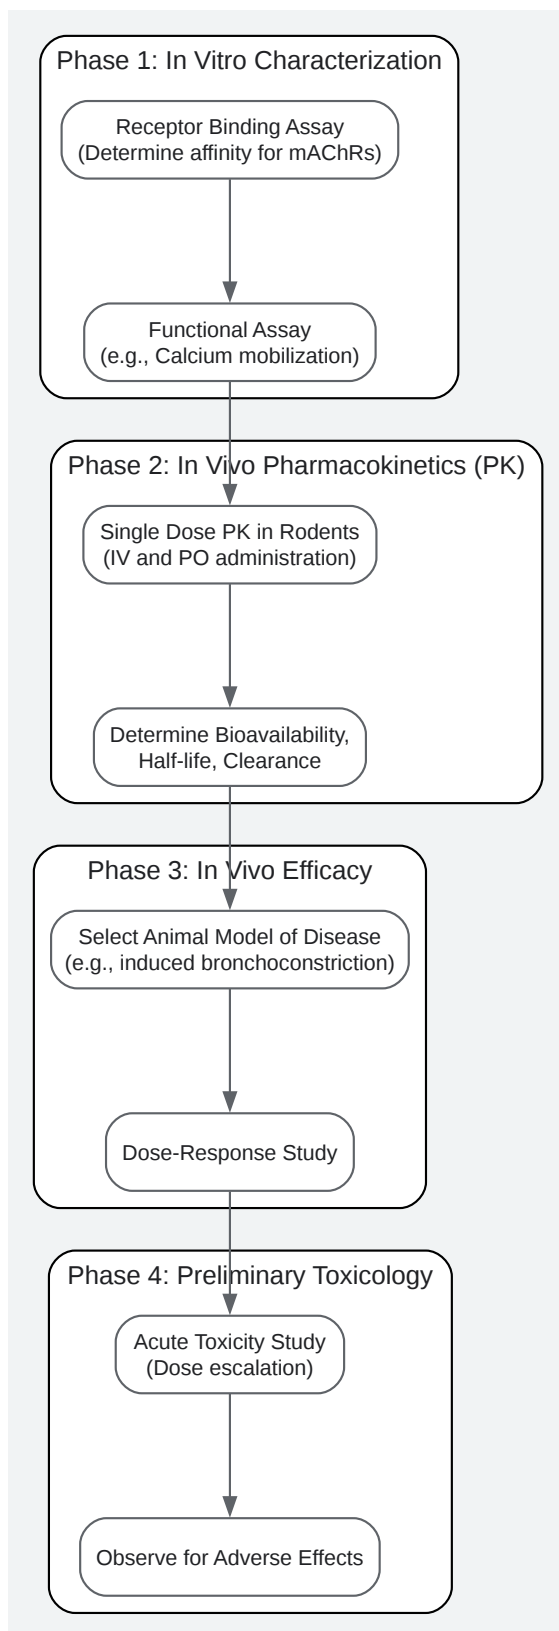 Phase 1: In Vitro Characterization
Receptor Binding Assay
(Determine affinity for mAChRs)
Functional Assay
(e.g., Calcium mobilization)
Phase 2: In Vivo Pharmacokinetics (PK)
Single Dose PK in Rodents
(IV and PO administration)
Determine Bioavailability,
Half-life, Clearance
Phase 3: In Vivo Efficacy
Select Animal Model of Disease
(e.g., induced bronchoconstriction)
Dose-Response Study
Phase 4: Preliminary Toxicology
Acute Toxicity Study
(Dose escalation)
Observe for Adverse Effects